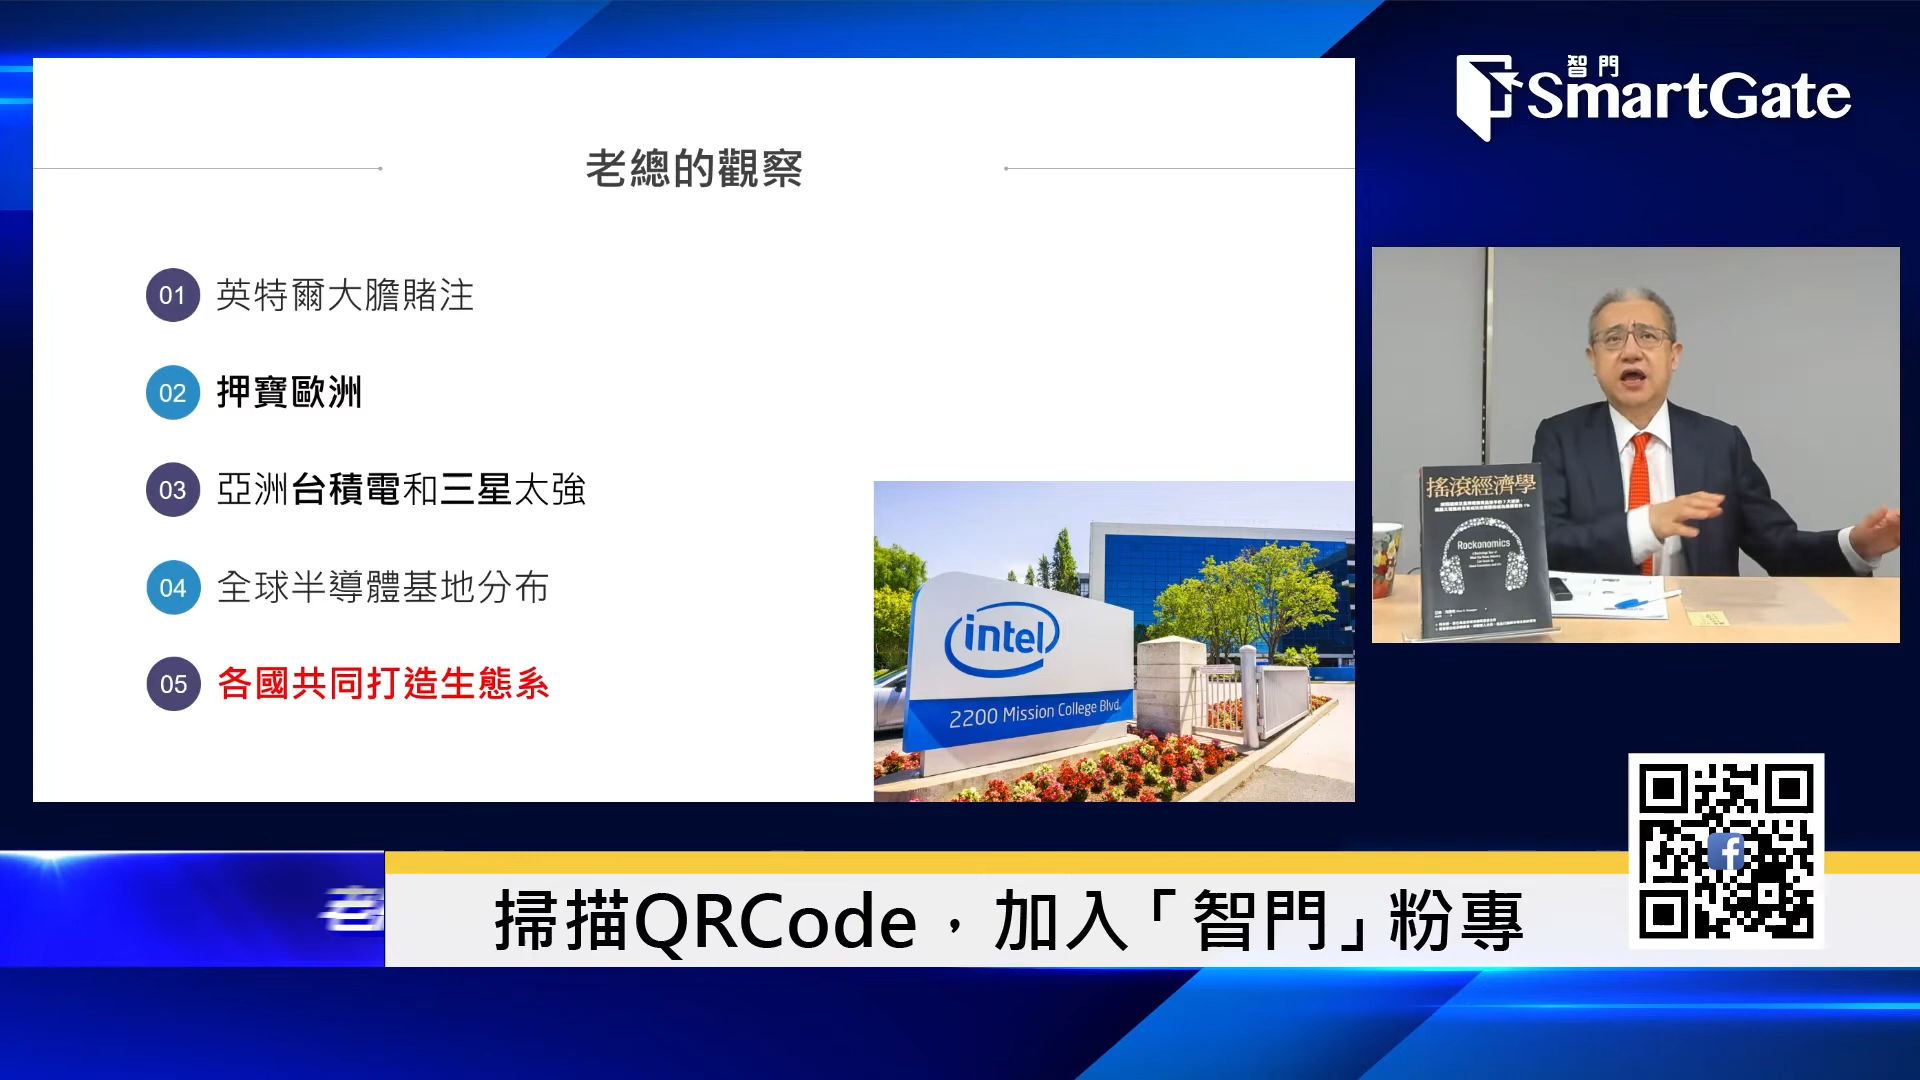 智門
SmartGate
老總的觀察
01 英特爾大膽賭注
02 押寶歐洲
03 亞洲台積電和三星太強
04 全球半導體基地分布
05 各國共同打造生態系
intel
2200 Mission College Blvd.
搖滾經濟學
Rockonomics
掃描QRCode，加入「智門」粉專